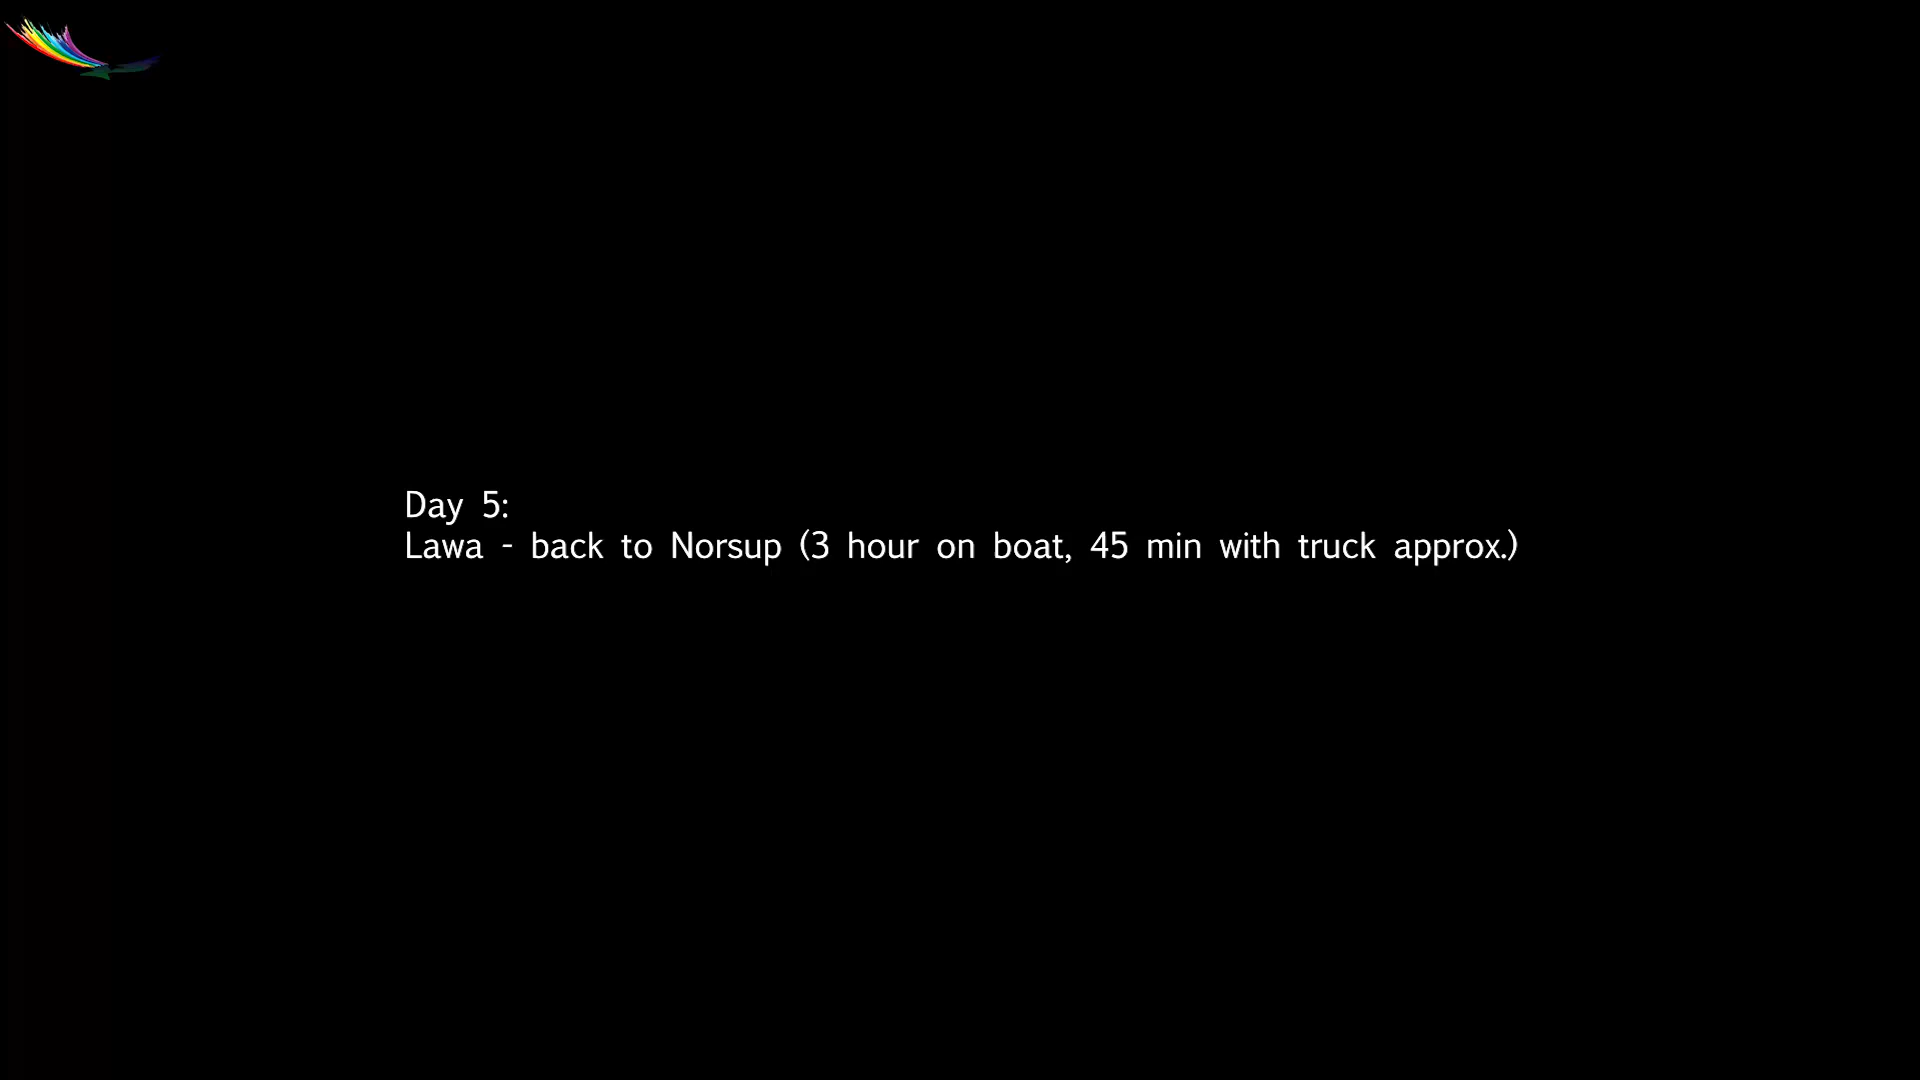 Day 5:
Lawa - back to Norsup (3 hour on boat, 45 min with truck approx.)